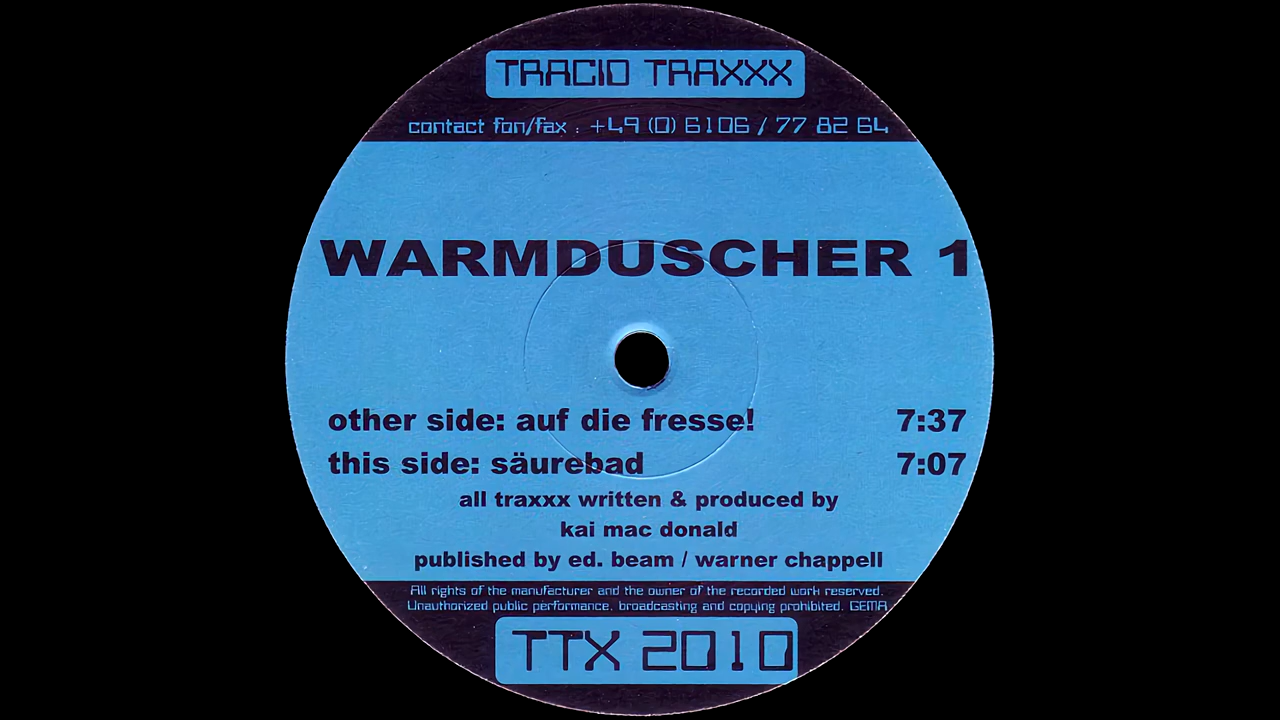 TRACID TRAXXX
contact fon/fax : +49 (0) 6106 / 77 82 64
WARMDUSCHER 1
other side: auf die fresse! 7:37
this side: säurebad 7:07
all traxxx written & produced by
kai mac donald
published by ed. beam / warner chappell
All rights of the manufacturer and the owner of the recorded work reserved.
Unauthorized public performance, broadcasting and copying prohibited. GEMA
TTX 2010